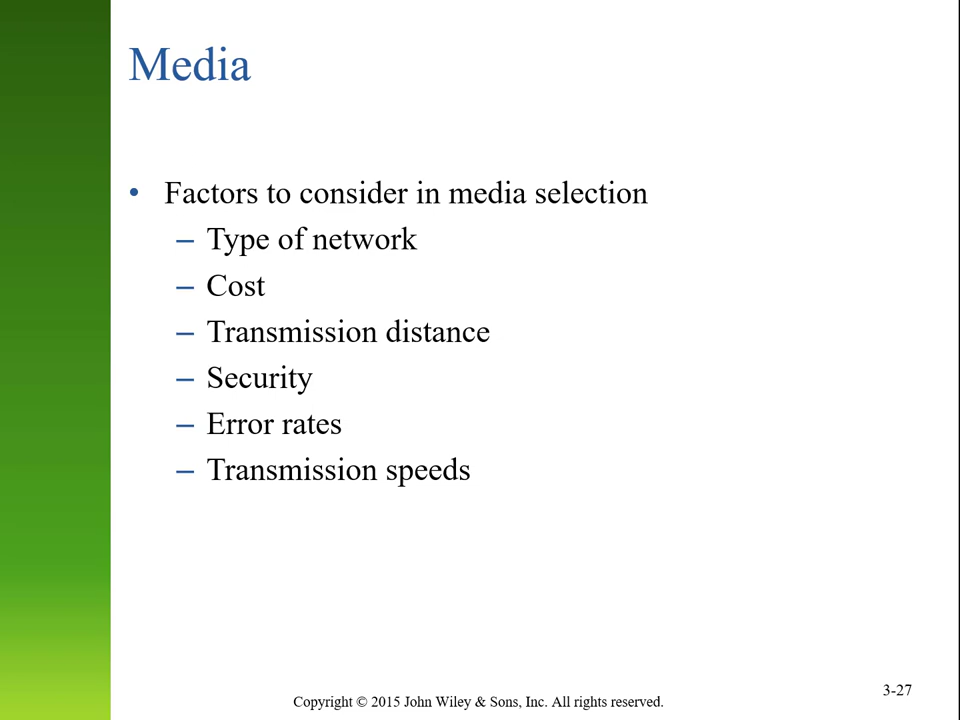 Media
• Factors to consider in media selection
– Type of network
– Cost
– Transmission distance
– Security
– Error rates
– Transmission speeds
3-27
Copyright © 2015 John Wiley & Sons, Inc. All rights reserved.